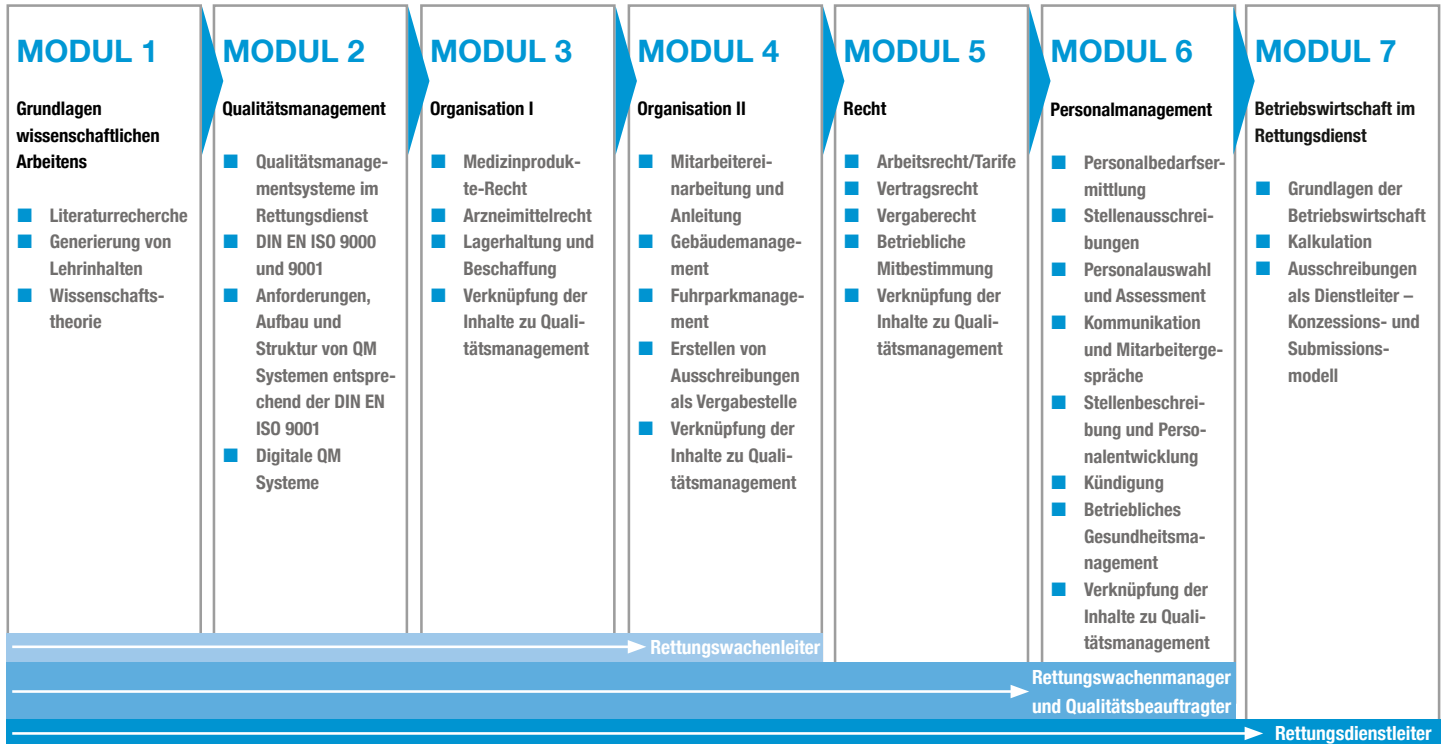 MODUL 1
Grundlagen
wissenschaftlichen
Arbeitens
Literaturrecherche
Generierung von
Lehrinhalten
Wissenschafts-
theorie
MODUL 2
Qualitätsmanagement
Qualitätsmanage-
mentsysteme im
Rettungsdienst
DIN EN ISO 9000
und 9001
Anforderungen,
Aufbau und
Struktur von QM
Systemen entspre-
chend der DIN EN
ISO 9001
Digitale QM
Systeme
MODUL 3
Organisation I
Medizinproduk-
te-Recht
Arzneimittelrecht
Lagerhaltung und
Beschaffung
Verknüpfung der
Inhalte zu Quali-
tätsmanagement
MODUL 4
Organisation II
Mitarbeiterei-
narbeitung und
Anleitung
Gebäudemanage-
ment
Fuhrparkmanage-
ment
Erstellen von
Ausschreibungen
als Vergabestelle
Verknüpfung der
Inhalte zu Quali-
tätsmanagement
MODUL 5
Recht
Arbeitsrecht/Tarife
Vertragsrecht
Vergaberecht
Betriebliche
Mitbestimmung
Verknüpfung der
Inhalte zu Quali-
tätsmanagement
MODUL 6
Personalmanagement
Personalbedarfser-
mittlung
Stellenausschrei-
bungen
Personalauswahl
und Assessment
Kommunikation
und Mitarbeiterge-
spräche
Stellenbeschrei-
bung und Perso-
nalentwicklung
Kündigung
Betriebliches
Gesundheitsma-
nagement
Verknüpfung der
Inhalte zu Quali-
tätsmanagement
MODUL 7
Betriebswirtschaft im
Rettungsdienst
Grundlagen der
Betriebswirtschaft
Kalkulation
Ausschreibungen
als Dienstleiter –
Konzessions- und
Submissions-
modell
Rettungswachenleiter
Rettungswachenmanager
und Qualitätsbeauftragter
Rettungsdienstleiter